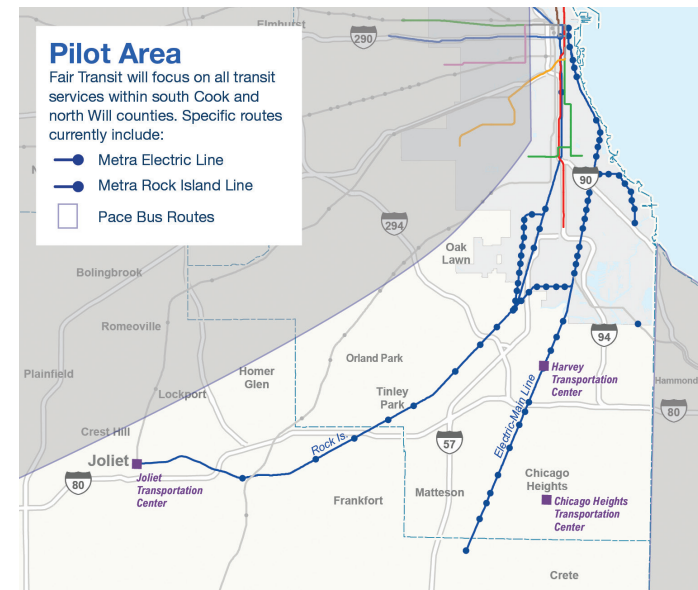 Pilot Area
Fair Transit will focus on all transit
services within south Cook and
north Will counties. Specific routes
currently include:
Metra Electric Line
Metra Rock Island Line
Pace Bus Routes
Elmhurst
290
90
294
Oak
Lawn
Bolingbrook
Romeoville
94
Orland Park
Harvey
Transportation
Center
Plainfield
Homer
Glen
Hammond
Lockport
Tinley
Park
80
Electric-Main Line
Crest Hill
Rock Is.
57
Joliet
Joliet
Transportation
Center
80
Chicago
Heights
Matteson
Frankfort
Chicago Heights
Transportation
Center
Crete